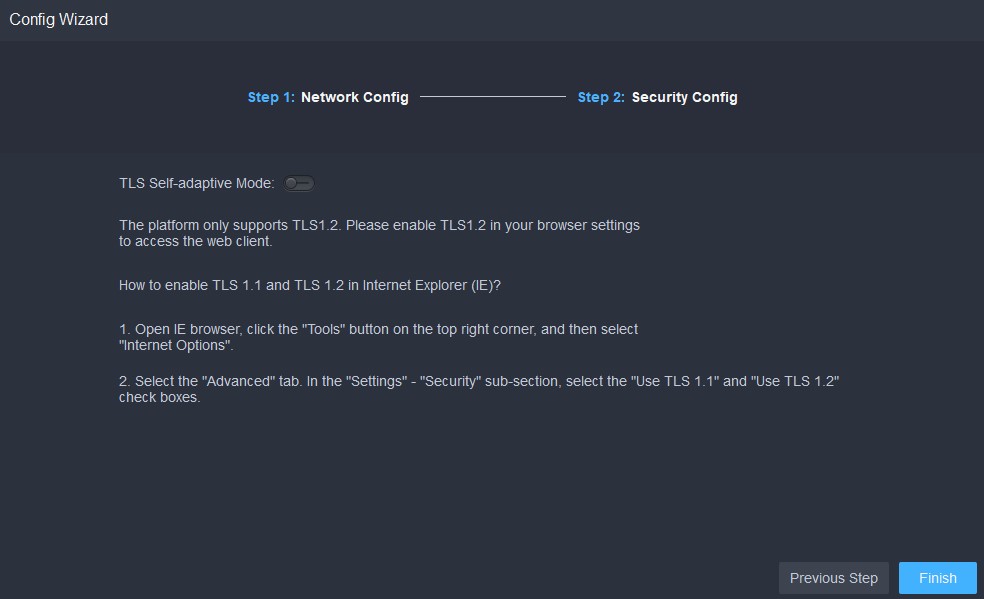 Config Wizard
Step 1: Network Config
Step 2: Security Config
TLS Self-adaptive Mode:
The platform only supports TLS1.2. Please enable TLS1.2 in your browser settings
to access the web client.
How to enable TLS 1.1 and TLS 1.2 in Internet Explorer (IE)?
1. Open IE browser, click the "Tools" button on the top right corner, and then select
"Internet Options".
2. Select the "Advanced" tab. In the "Settings" - "Security" sub-section, select the "Use TLS 1.1" and "Use TLS 1.2"
check boxes.
Previous Step
Finish